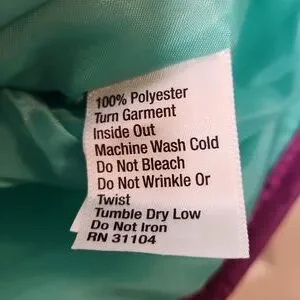 100% Polyester
Turn Garment
Inside Out
Machine Wash Cold
Do Not Bleach
Do Not Wrinkle Or
Twist
Tumble Dry Low
Do Not Iron
RN 31104